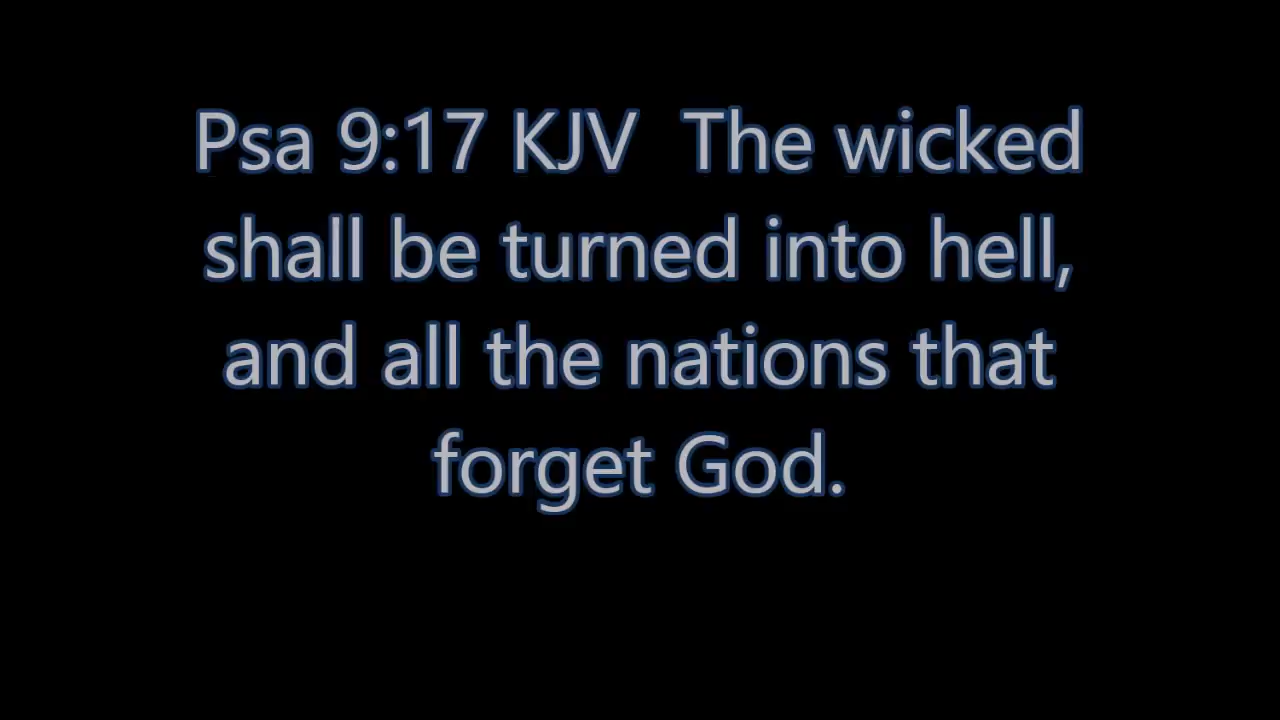 Psa 9:17 KJV  The wicked
shall be turned into hell,
and all the nations that
forget God.